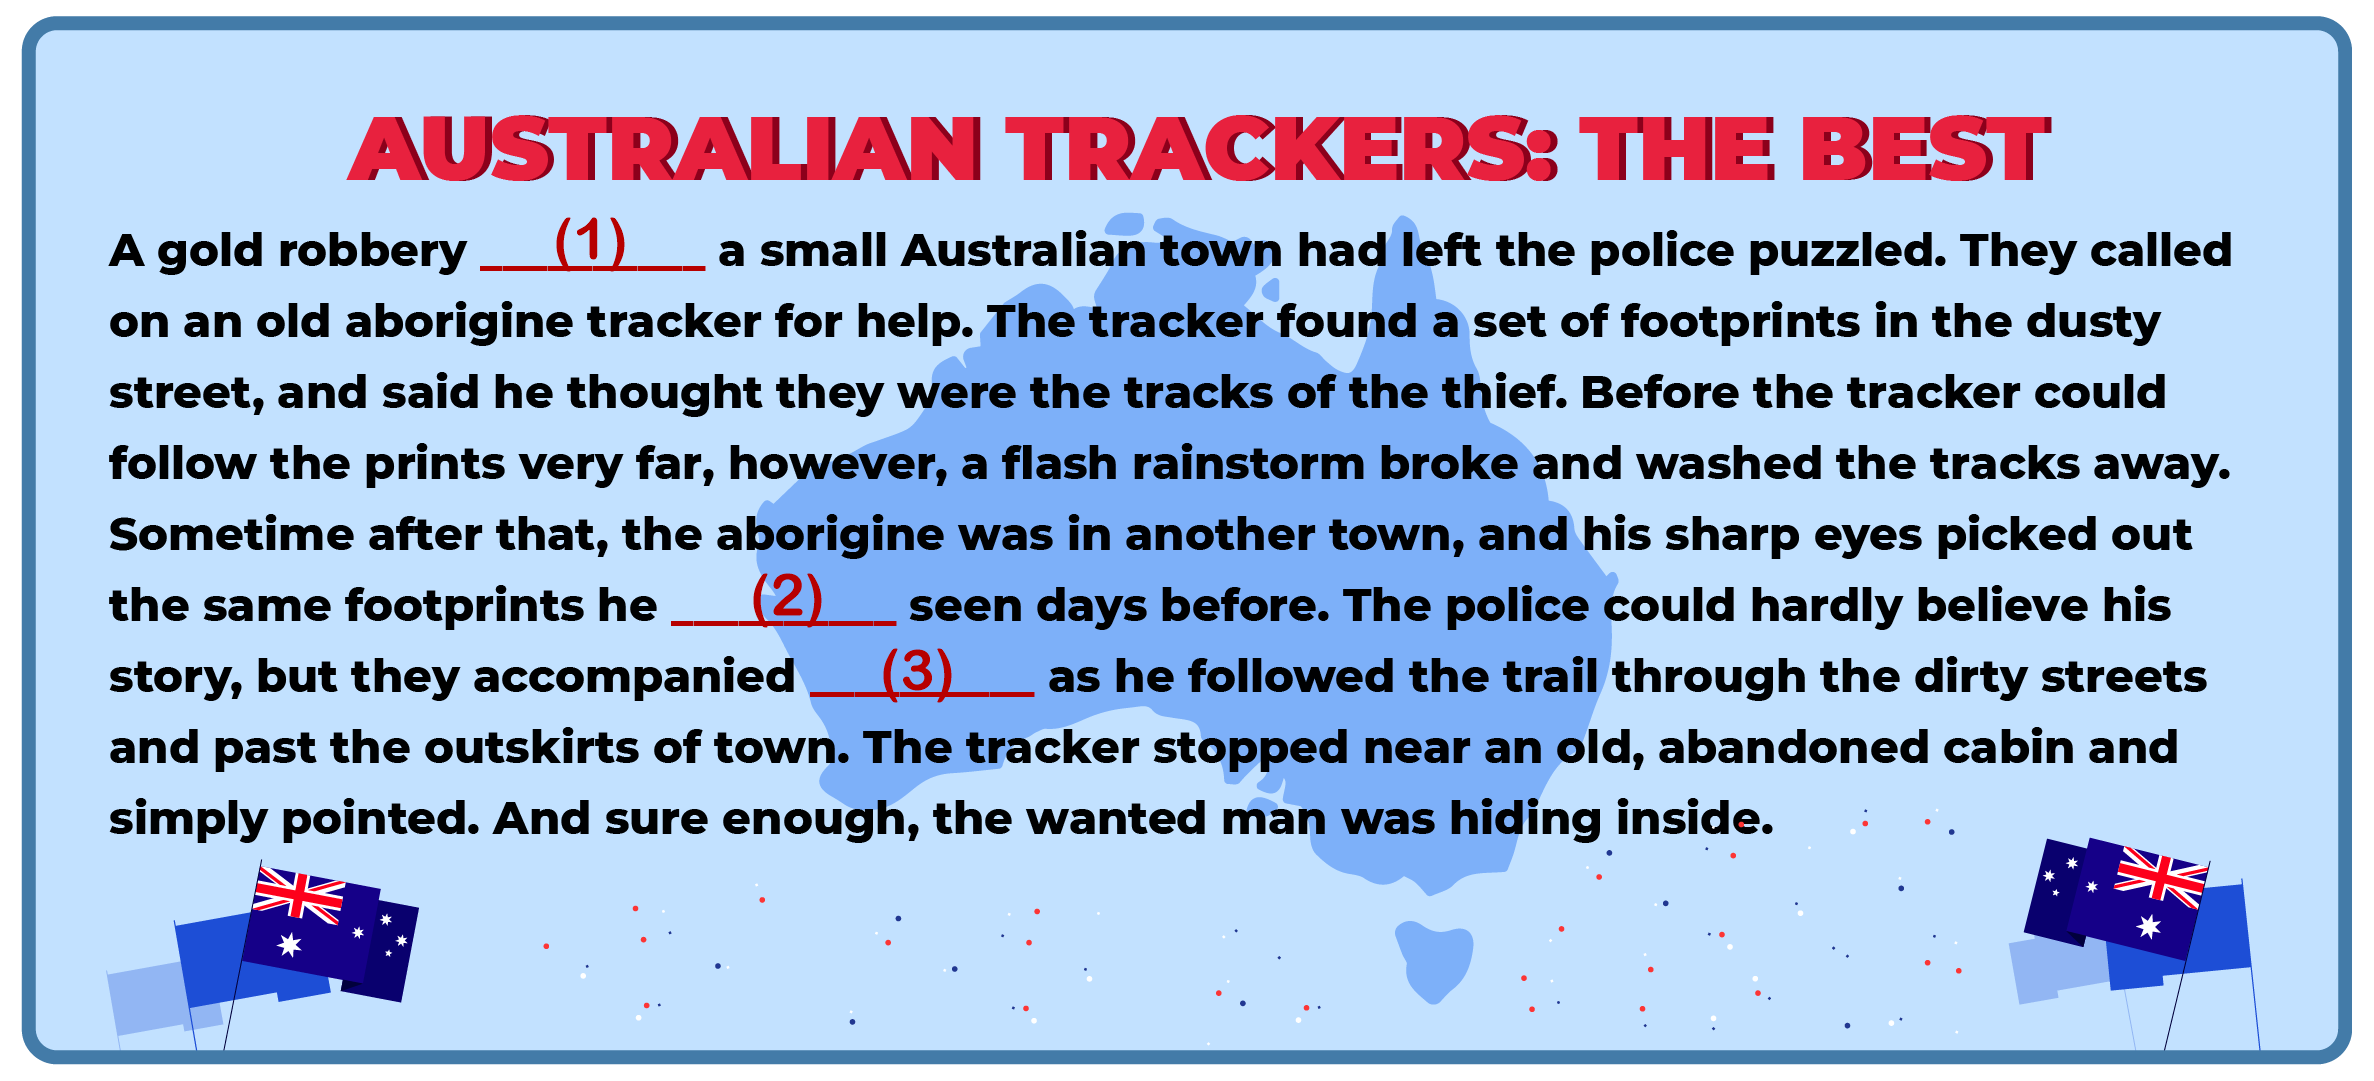 AUSTRALIAN TRACKERS: THE BEST
A gold robbery ____(1)____ a small Australian town had left the police puzzled. They called
on an old aborigine tracker for help. The tracker found a set of footprints in the dusty
street, and said he thought they were the tracks of the thief. Before the tracker could
follow the prints very far, however, a flash rainstorm broke and washed the tracks away.
Sometime after that, the aborigine was in another town, and his sharp eyes picked out
the same footprints he ____(2)____ seen days before. The police could hardly believe his
story, but they accompanied ____(3)____ as he followed the trail through the dirty streets
and past the outskirts of town. The tracker stopped near an old, abandoned cabin and
simply pointed. And sure enough, the wanted man was hiding inside.